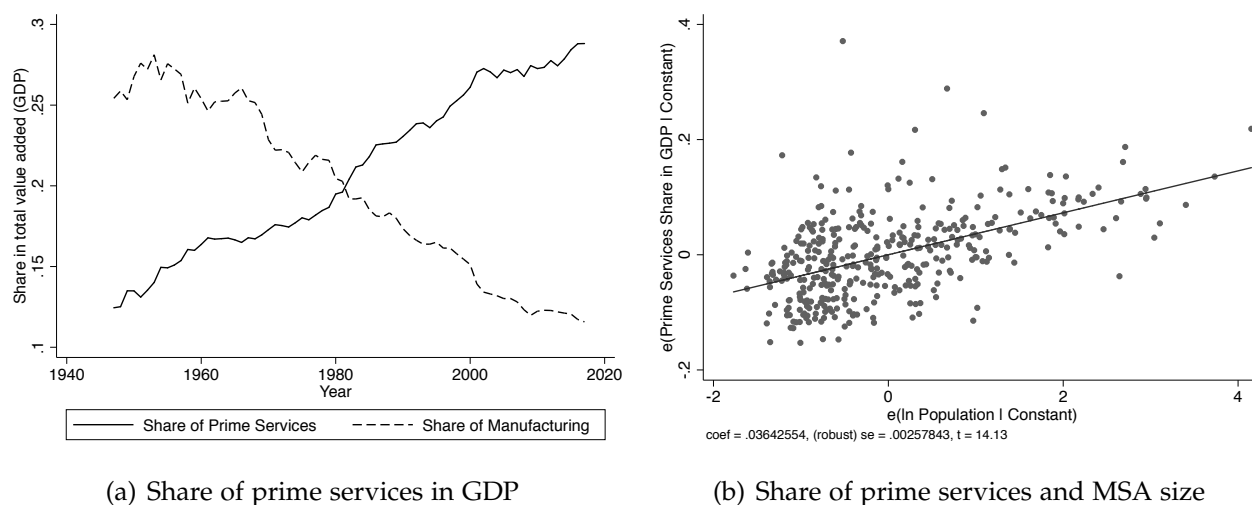 Share in total value added (GDP)
.3
.25
.2
.15
.1
1940 1960 1980 2000 2020
Year
Share of Prime Services Share of Manufacturing
(a) Share of prime services in GDP
e(Prime Services Share in GDP | Constant)
.4
.2
0
-.2
-2 0 2 4
e(ln Population | Constant)
coef = .03642554, (robust) se = .00257843, t = 14.13
(b) Share of prime services and MSA size